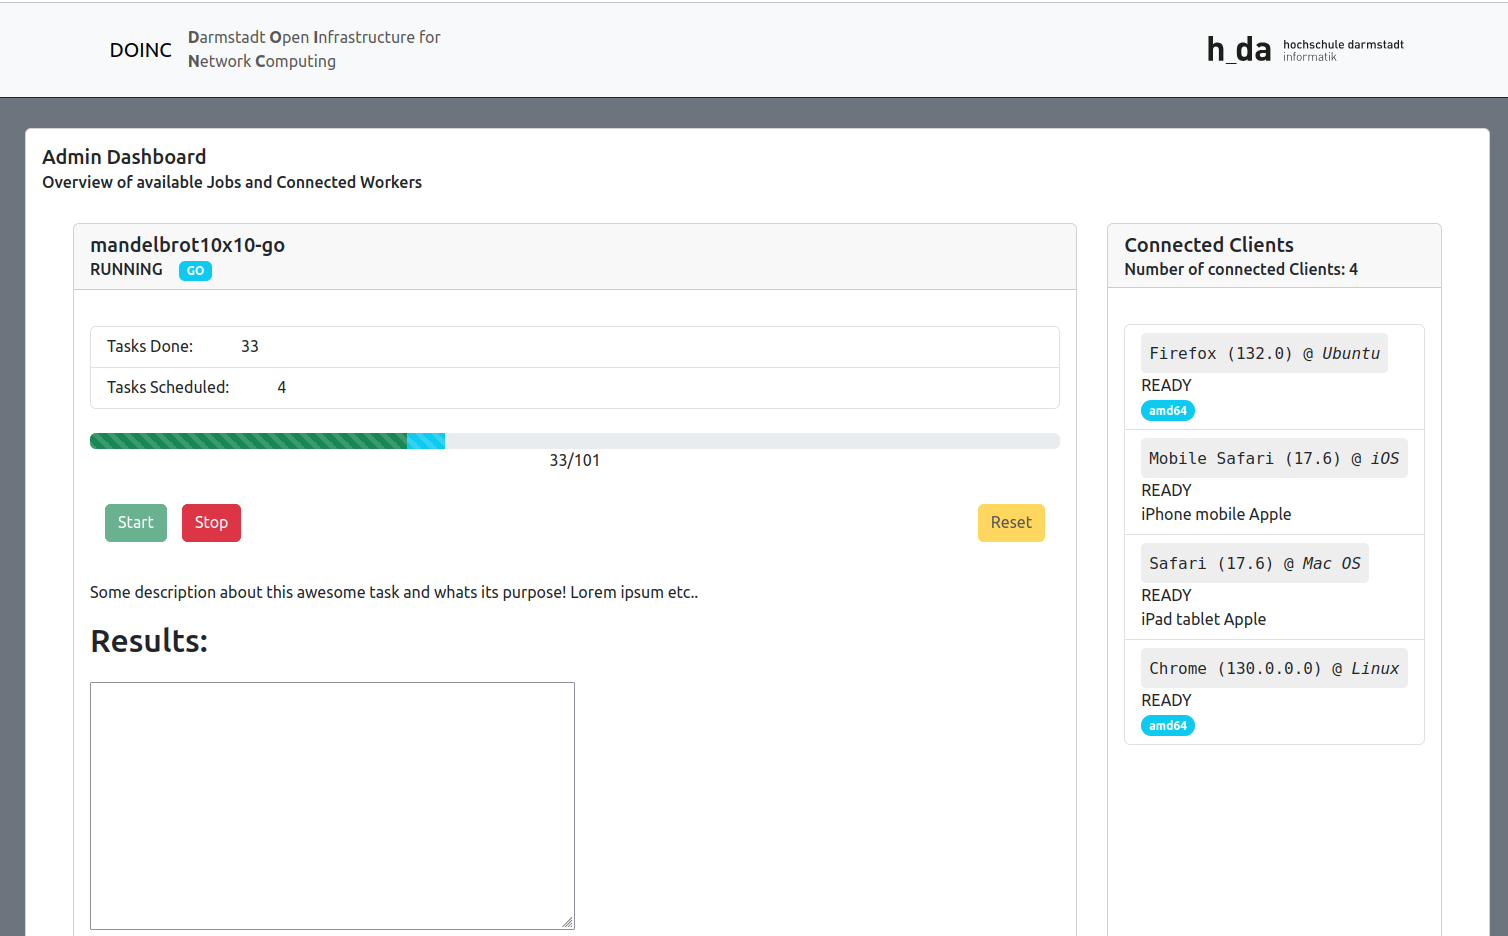 DOINC
Darmstadt Open Infrastructure for
Network Computing
h_da
hochschule darmstadt
informatik
Admin Dashboard
Overview of available Jobs and Connected Workers
mandelbrot10x10-go
RUNNING GO
Tasks Done: 33
Tasks Scheduled: 4
33/101
Start Stop Reset
Some description about this awesome task and whats its purpose! Lorem ipsum etc..
Results:
Connected Clients
Number of connected Clients: 4
Firefox (132.0) @ Ubuntu
READY
amd64
Mobile Safari (17.6) @ iOS
READY
iPhone mobile Apple
Safari (17.6) @ Mac OS
READY
iPad tablet Apple
Chrome (130.0.0.0) @ Linux
READY
amd64